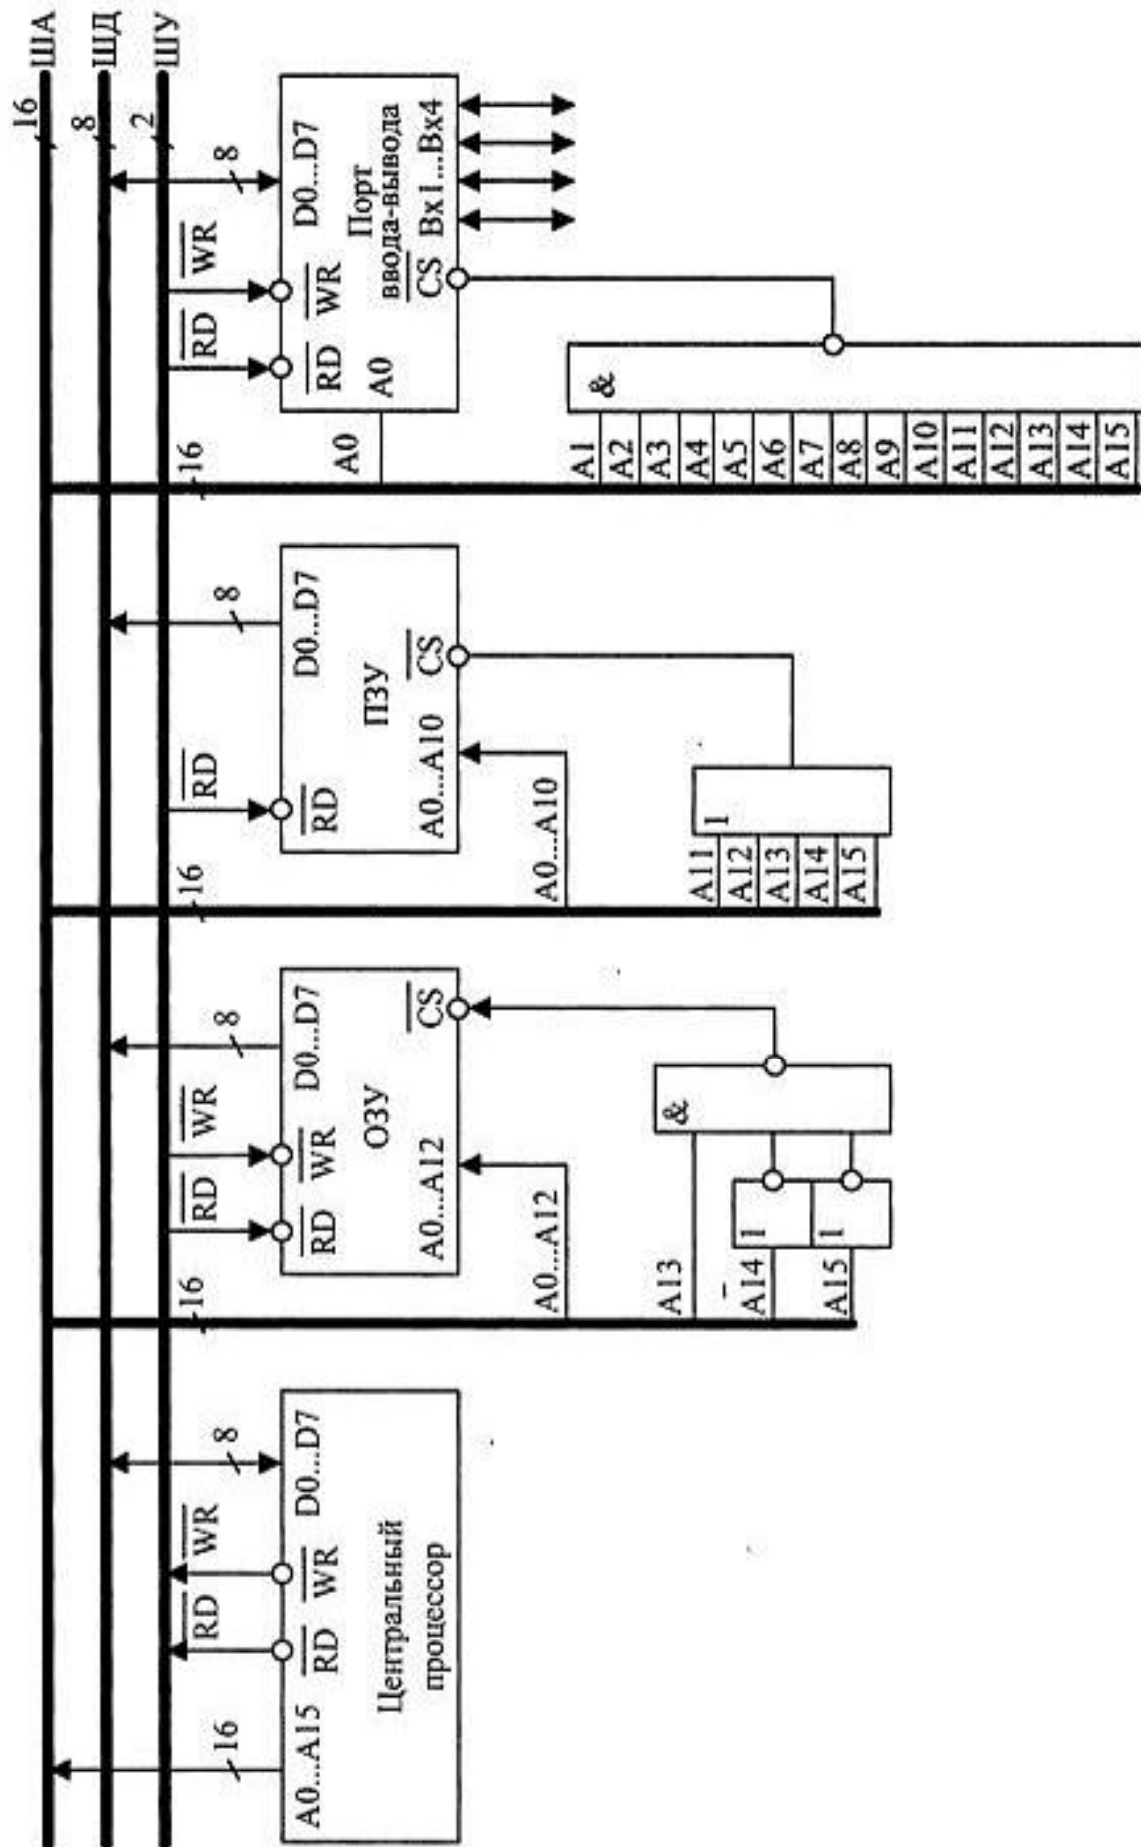 ША
ШД
ШУ
16
8
2
16
A0...A15
RD
WR
8
RD
WR
D0...D7
Центральный
процессор
16
RD
WR
8
RD
WR
D0...D7
ОЗУ
A0...A12
CS
A0...A12
A13
A14
A15
1
1
&
16
RD
8
RD
D0...D7
ПЗУ
A0...A10
CS
A0...A10
A11
A12
A13
A14
A15
1
16
RD
WR
8
A0
RD
WR
D0...D7
A0
Порт
ввода-вывода
CS
Bx1...Bx4
&
A1
A2
A3
A4
A5
A6
A7
A8
A9
A10
A11
A12
A13
A14
A15